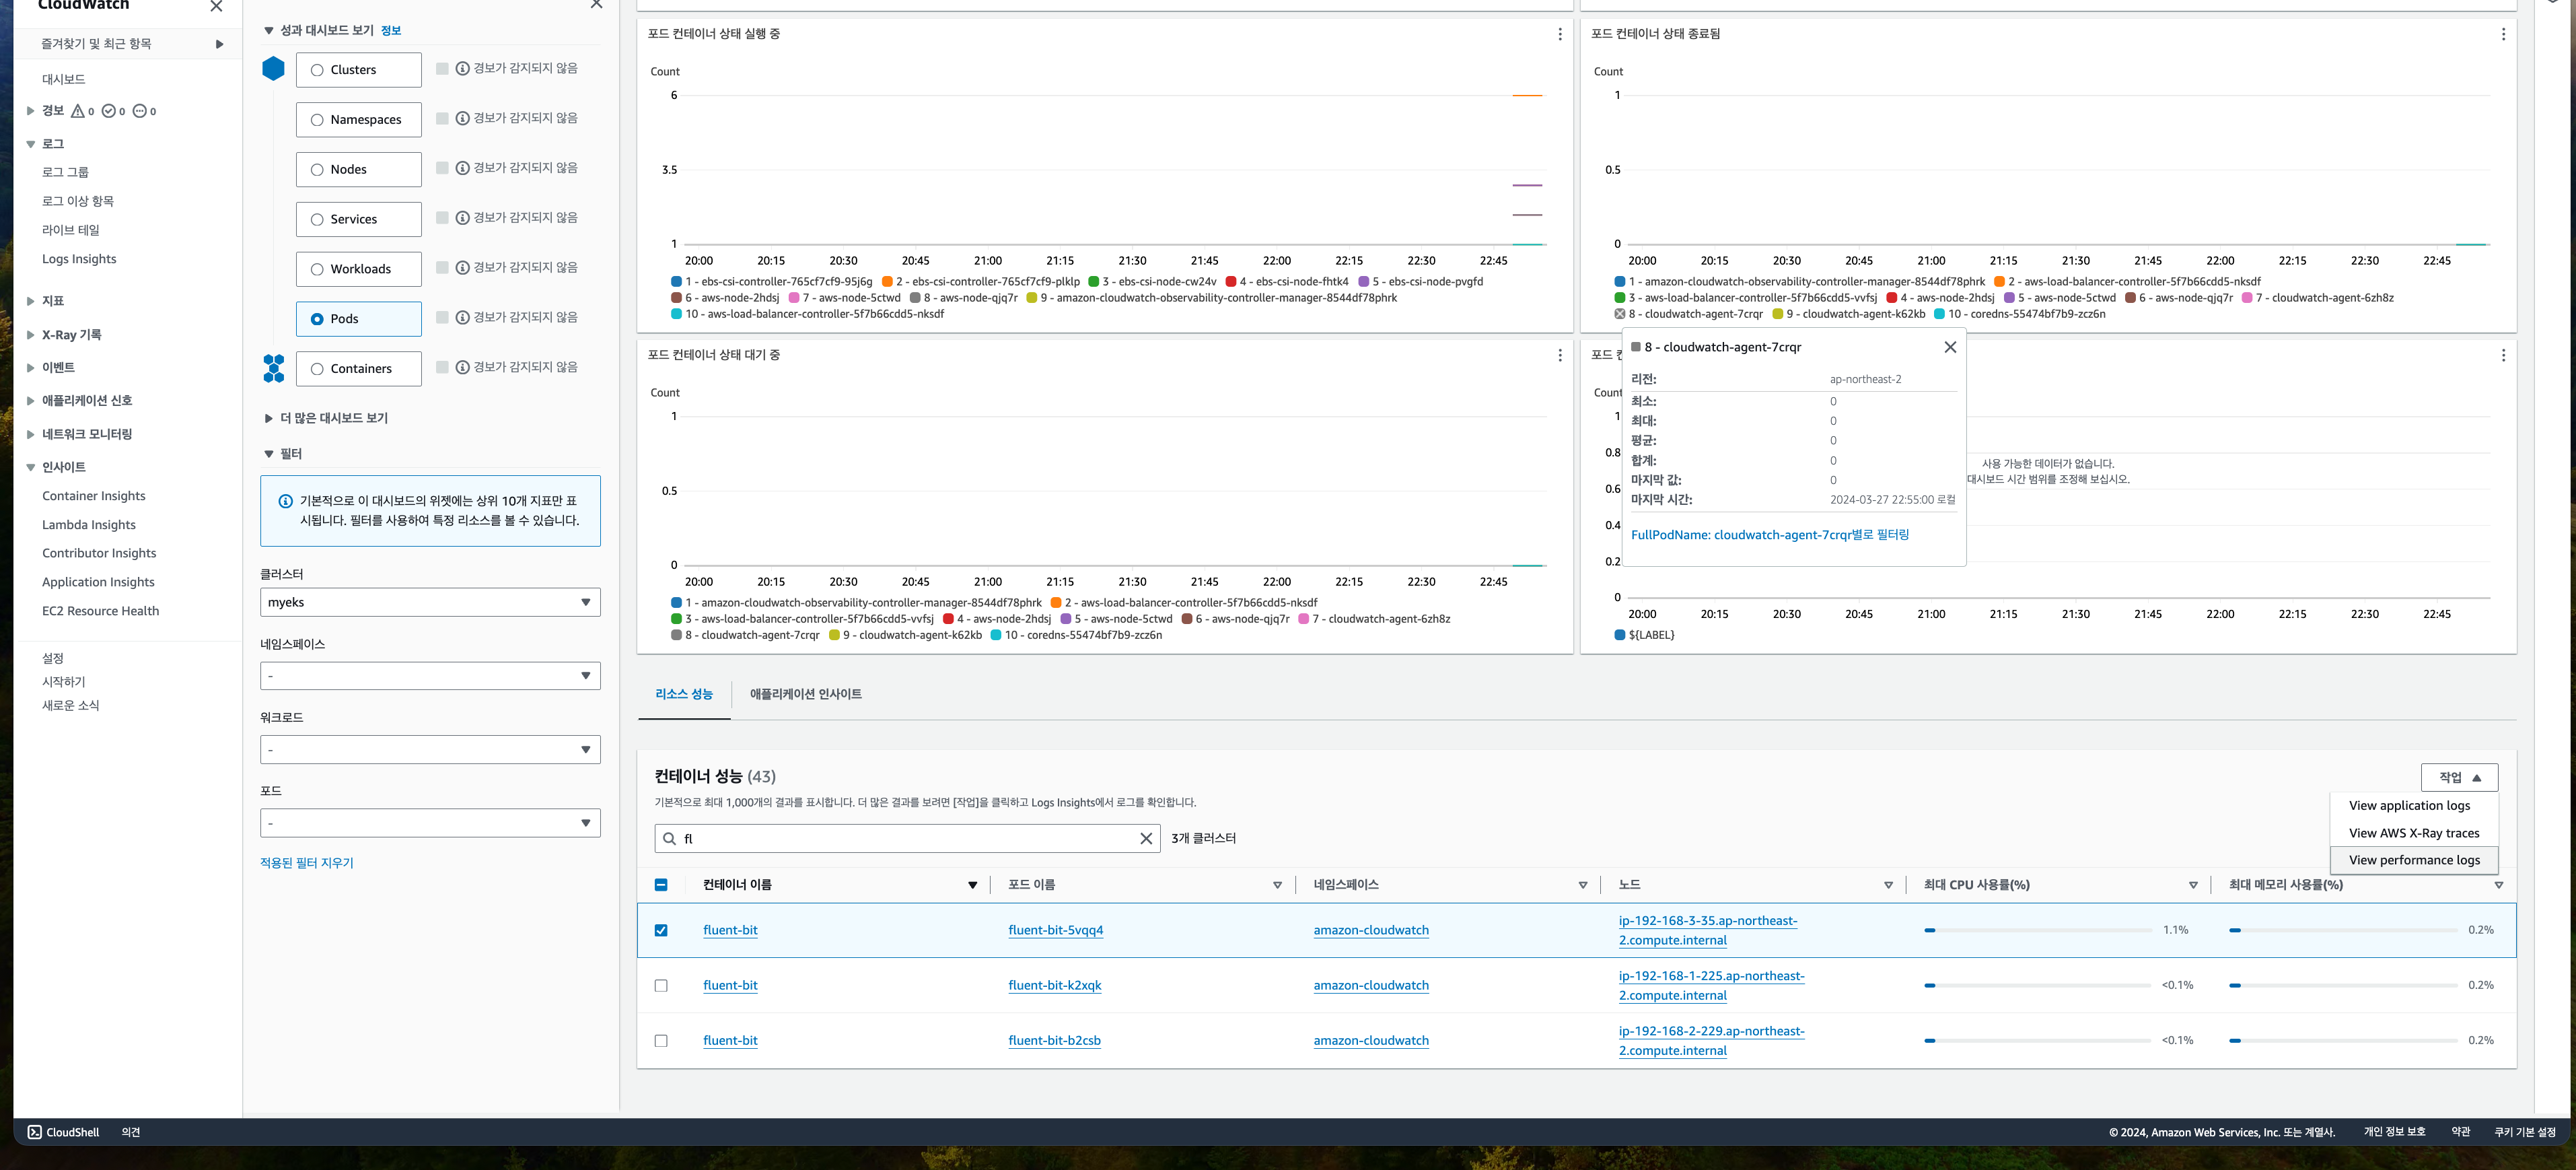 CloudWatch
즐겨찾기 및 최근 항목
대시보드
경보 0 0 0
로그
로그 그룹
로그 이상 항목
라이브 테일
Logs Insights
지표
X-Ray 기록
이벤트
애플리케이션 신호
네트워크 모니터링
인사이트
Container Insights
Lambda Insights
Contributor Insights
Application Insights
EC2 Resource Health
설정
시작하기
새로운 소식
성과 대시보드 보기 정보
Clusters 경보가 감지되지 않음
Namespaces 경보가 감지되지 않음
Nodes 경보가 감지되지 않음
Services 경보가 감지되지 않음
Workloads 경보가 감지되지 않음
Pods 경보가 감지되지 않음
Containers 경보가 감지되지 않음
더 많은 대시보드 보기
필터
기본적으로 이 대시보드의 위젯에는 상위 10개 지표만 표
시됩니다. 필터를 사용하여 특정 리소스를 볼 수 있습니다.
클러스터
myeks
네임스페이스
-
워크로드
-
포드
-
적용된 필터 지우기
포드 컨테이너 상태 실행 중
Count
6
3.5
1
20:00 20:15 20:30 20:45 21:00 21:15 21:30 21:45 22:00 22:15 22:30 22:45
1 - ebs-csi-controller-765cf7cf9-95j6g 2 - ebs-csi-controller-765cf7cf9-plklp 3 - ebs-csi-node-cw24v 4 - ebs-csi-node-fhtk4 5 - ebs-csi-node-pvgfd
6 - aws-node-2hdsj 7 - aws-node-5ctwd 8 - aws-node-qjq7r 9 - amazon-cloudwatch-observability-controller-manager-8544df78phrk
10 - aws-load-balancer-controller-5f7b66cdd5-nksdf
포드 컨테이너 상태 종료됨
Count
1
0.5
0
20:00 20:15 20:30 20:45 21:00 21:15 21:30 21:45 22:00 22:15 22:30 22:45
1 - amazon-cloudwatch-observability-controller-manager-8544df78phrk 2 - aws-load-balancer-controller-5f7b66cdd5-nksdf
3 - aws-load-balancer-controller-5f7b66cdd5-vvfsj 4 - aws-node-2hdsj 5 - aws-node-5ctwd 6 - aws-node-qjq7r 7 - cloudwatch-agent-6zh8z
8 - cloudwatch-agent-7crqr 9 - cloudwatch-agent-k62kb 10 - coredns-55474bf7b9-zcz6n
포드 컨테이너 상태 대기 중
Count
1
0.5
0
20:00 20:15 20:30 20:45 21:00 21:15 21:30 21:45 22:00 22:15 22:30 22:45
1 - amazon-cloudwatch-observability-controller-manager-8544df78phrk 2 - aws-load-balancer-controller-5f7b66cdd5-nksdf
3 - aws-load-balancer-controller-5f7b66cdd5-vvfsj 4 - aws-node-2hdsj 5 - aws-node-5ctwd 6 - aws-node-qjq7r 7 - cloudwatch-agent-6zh8z
8 - cloudwatch-agent-7crqr 9 - cloudwatch-agent-k62kb 10 - coredns-55474bf7b9-zcz6n
포드
Count
1
0.8
0.6
0.4
0.2
0
사용 가능한 데이터가 없습니다.
대시보드 시간 범위를 조정해 보십시오.
20:00 20:15 20:30 20:45 21:00 21:15 21:30 21:45 22:00 22:15 22:30 22:45
\${LABEL}
8 - cloudwatch-agent-7crqr
리전: ap-northeast-2
최소: 0
최대: 0
평균: 0
합계: 0
마지막 값: 0
마지막 시간: 2024-03-27 22:55:00 로컬
FullPodName: cloudwatch-agent-7crqr별로 필터링
리소스 성능 애플리케이션 인사이트
컨테이너 성능 (43)
기본적으로 최대 1,000개의 결과를 표시합니다. 더 많은 결과를 보려면 [작업]을 클릭하고 Logs Insights에서 로그를 확인합니다.
작업
View application logs
View AWS X-Ray traces
View performance logs
fl 3개 클러스터
컨테이너 이름 포드 이름 네임스페이스 노드 최대 CPU 사용률(%) 최대 메모리 사용률(%)
fluent-bit fluent-bit-5vqq4 amazon-cloudwatch ip-192-168-3-35.ap-northeast- 1.1% 0.2%
2.compute.internal
fluent-bit fluent-bit-k2xqk amazon-cloudwatch ip-192-168-1-225.ap-northeast- <0.1% 0.2%
2.compute.internal
fluent-bit fluent-bit-b2csb amazon-cloudwatch ip-192-168-2-229.ap-northeast- <0.1% 0.2%
2.compute.internal
CloudShell 의견 © 2024, Amazon Web Services, Inc. 또는 계열사. 개인 정보 보호 약관 쿠키 기본 설정